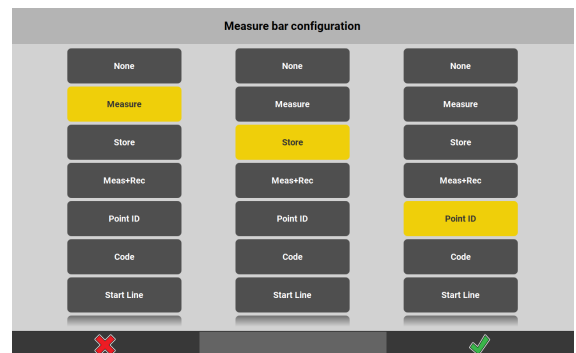 Measure bar configuration
None None None
Measure Measure Measure
Store Store Store
Meas+Rec Meas+Rec Meas+Rec
Point ID Point ID Point ID
Code Code Code
Start Line Start Line Start Line